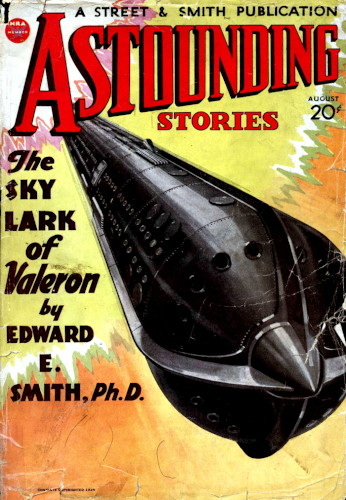 NRA
MEMBER
A STREET & SMITH PUBLICATION
ASTOUNDING
STORIES
AUGUST
20¢
The
SKY
LARK
of
Valeron
by
EDWARD
E.
SMITH, Ph.D.